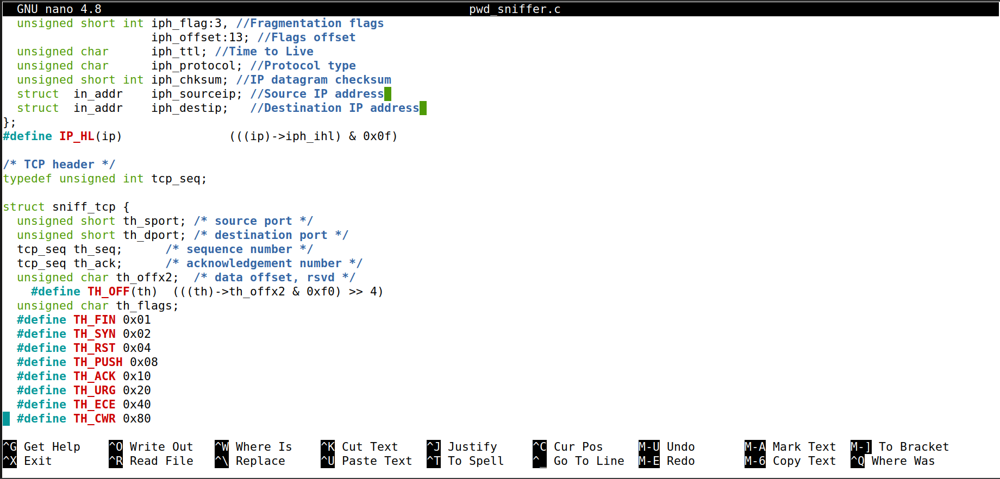 GNU nano 4.8 pwd_sniffer.c
unsigned short int iph_flag:3, //Fragmentation flags
iph_offset:13; //Flags offset
unsigned char iph_ttl; //Time to Live
unsigned char iph_protocol; //Protocol type
unsigned short int iph_chksum; //IP datagram checksum
struct in_addr iph_sourceip; //Source IP address
struct in_addr iph_destip; //Destination IP address
};
#define IP_HL(ip) (((ip)->iph_ihl) & 0x0f)
/* TCP header */
typedef unsigned int tcp_seq;
struct sniff_tcp {
unsigned short th_sport; /* source port */
unsigned short th_dport; /* destination port */
tcp_seq th_seq; /* sequence number */
tcp_seq th_ack; /* acknowledgement number */
unsigned char th_offx2; /* data offset, rsvd */
#define TH_OFF(th) (((th)->th_offx2 & 0xf0) >> 4)
unsigned char th_flags;
#define TH_FIN 0x01
#define TH_SYN 0x02
#define TH_RST 0x04
#define TH_PUSH 0x08
#define TH_ACK 0x10
#define TH_URG 0x20
#define TH_ECE 0x40
#define TH_CWR 0x80
^G Get Help ^O Write Out ^W Where Is ^K Cut Text ^J Justify ^C Cur Pos M-U Undo M-A Mark Text M-] To Bracket
^X Exit ^R Read File ^\ Replace ^U Paste Text ^T To Spell ^_ Go To Line M-E Redo M-6 Copy Text ^Q Where Was